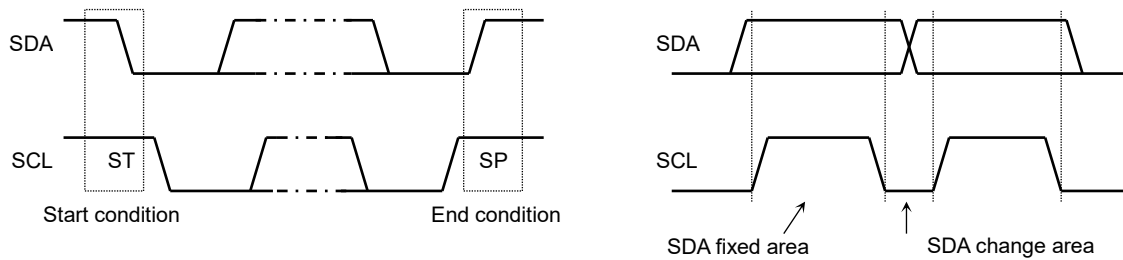 SDA
SCL
ST
SP
Start condition
End condition
SDA
SCL
SDA fixed area
SDA change area